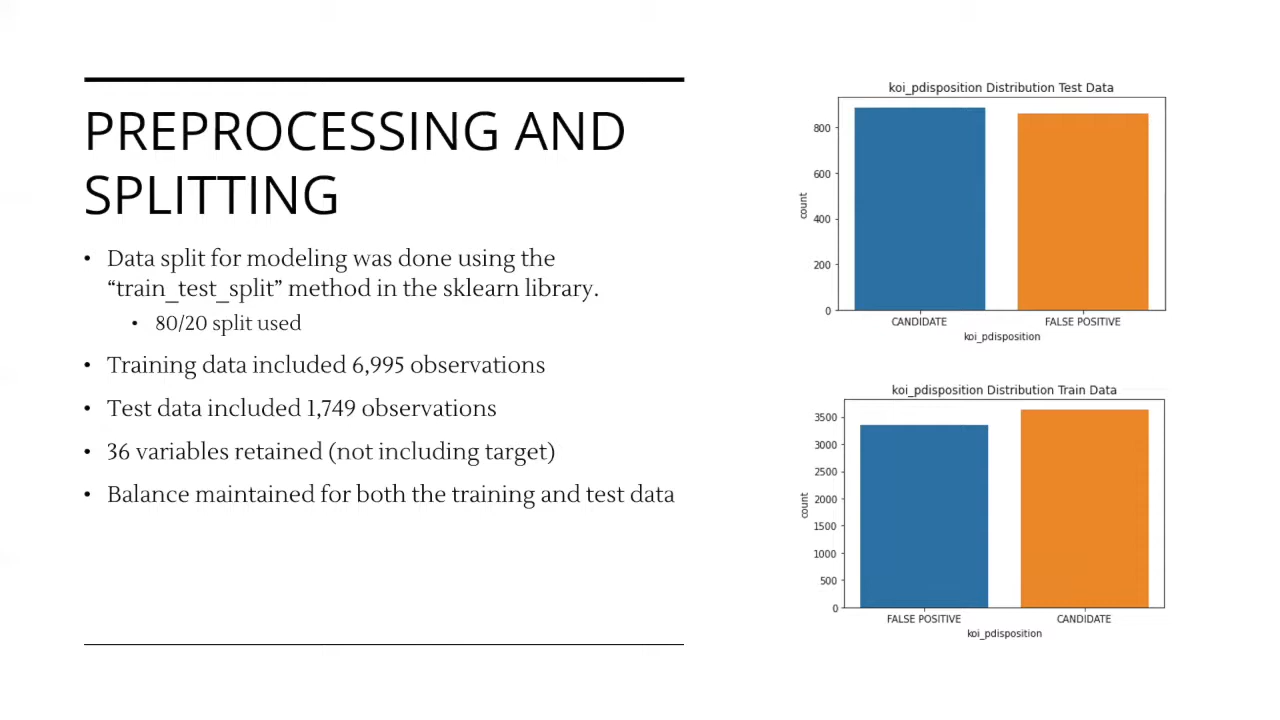 PREPROCESSING AND
SPLITTING
• Data split for modeling was done using the
“train_test_split” method in the sklearn library.
• 80/20 split used
• Training data included 6,995 observations
• Test data included 1,749 observations
• 36 variables retained (not including target)
• Balance maintained for both the training and test data
koi_pdisposition Distribution Test Data
800
600
400
200
0
count
CANDIDATE FALSE POSITIVE
koi_pdisposition
koi_pdisposition Distribution Train Data
3500
3000
2500
2000
1500
1000
500
0
count
FALSE POSITIVE CANDIDATE
koi_pdisposition